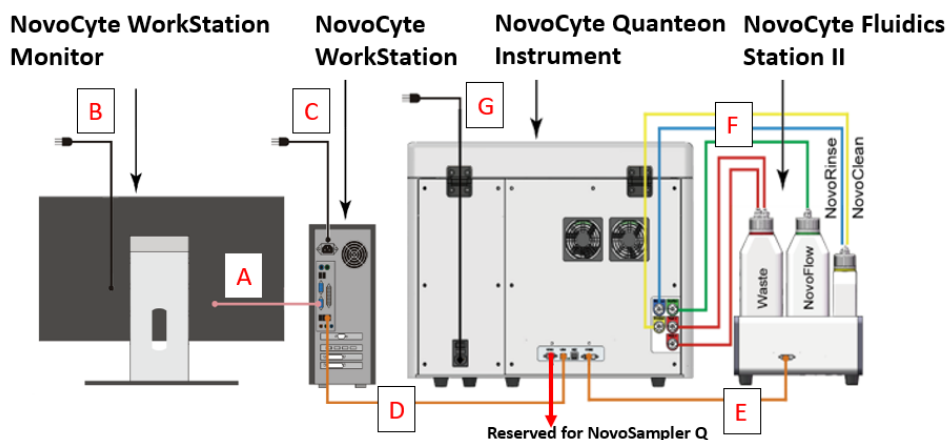 NovoCyte WorkStation
Monitor
NovoCyte
WorkStation
NovoCyte Quanteon
Instrument
NovoCyte Fluidics
Station II
B
C
G
F
NovoRinse
NovoClean
Waste
NovoFlow
A
D
E
Reserved for NovoSampler Q